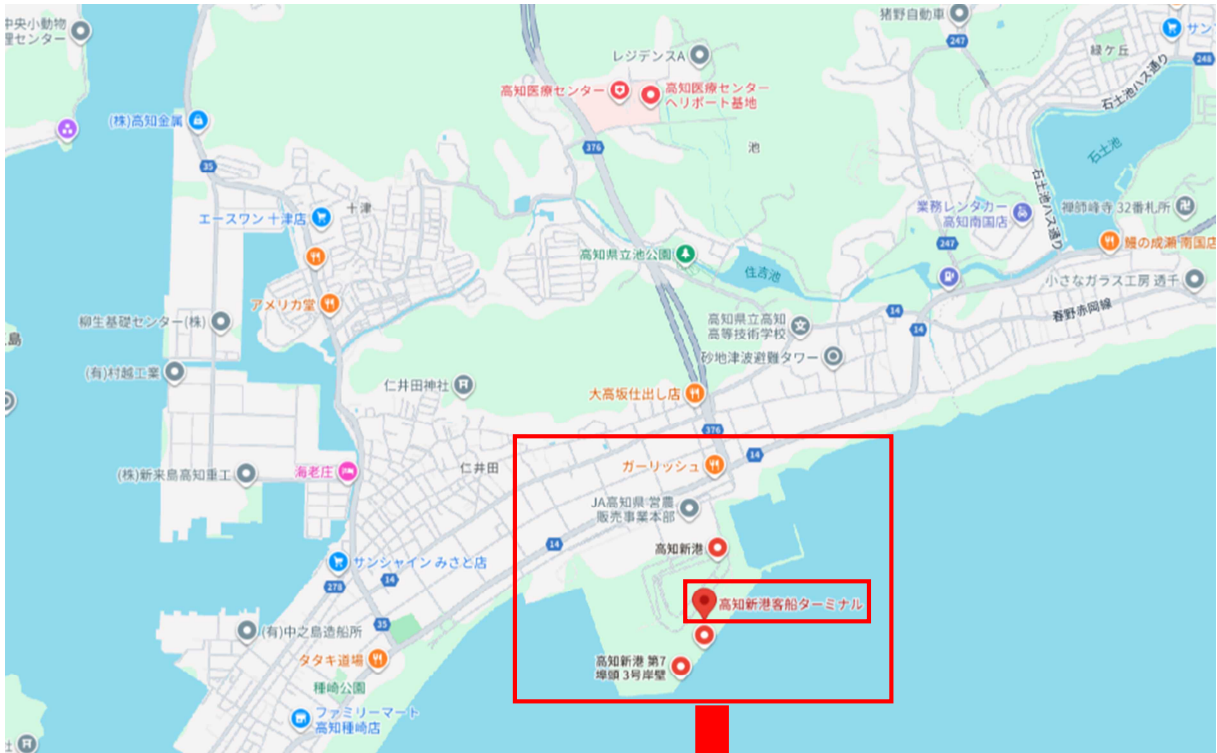 中央小動物
理センター
猪野自動車
247
サン
緑ケ丘
248
石土池ハス通り
レジデンスA
高知医療センター
高知医療センター
ヘリポート基地
(株)高知金属
35
376
池
石土池
石土池ハス通り
エースワン 十津店
十津
業務レンタカー
高知南国店
禅師峰寺 32番札所
高知県立池公園
住吉池
247
鰻の成瀬 南国店
小さなガラス工房 透千
アメリカ堂
柳生基礎センター(株)
高知県立高知
高等技術学校
14
14
春野赤岡線
島
砂地津波避難タワー
(有)村越工業
仁井田神社
大高坂仕出し店
376
仁井田
ガーリッシュ
14
(株)新来島高知重工
海老庄
JA高知県 営農
販売事業本部
14
高知新港
サンシャイン みさと店
278
14
高知新港客船ターミナル
(有)中之島造船所
35
タタキ道場
高知新港 第7
埠頭 3号岸壁
種崎公園
ファミリーマート
高知種崎店